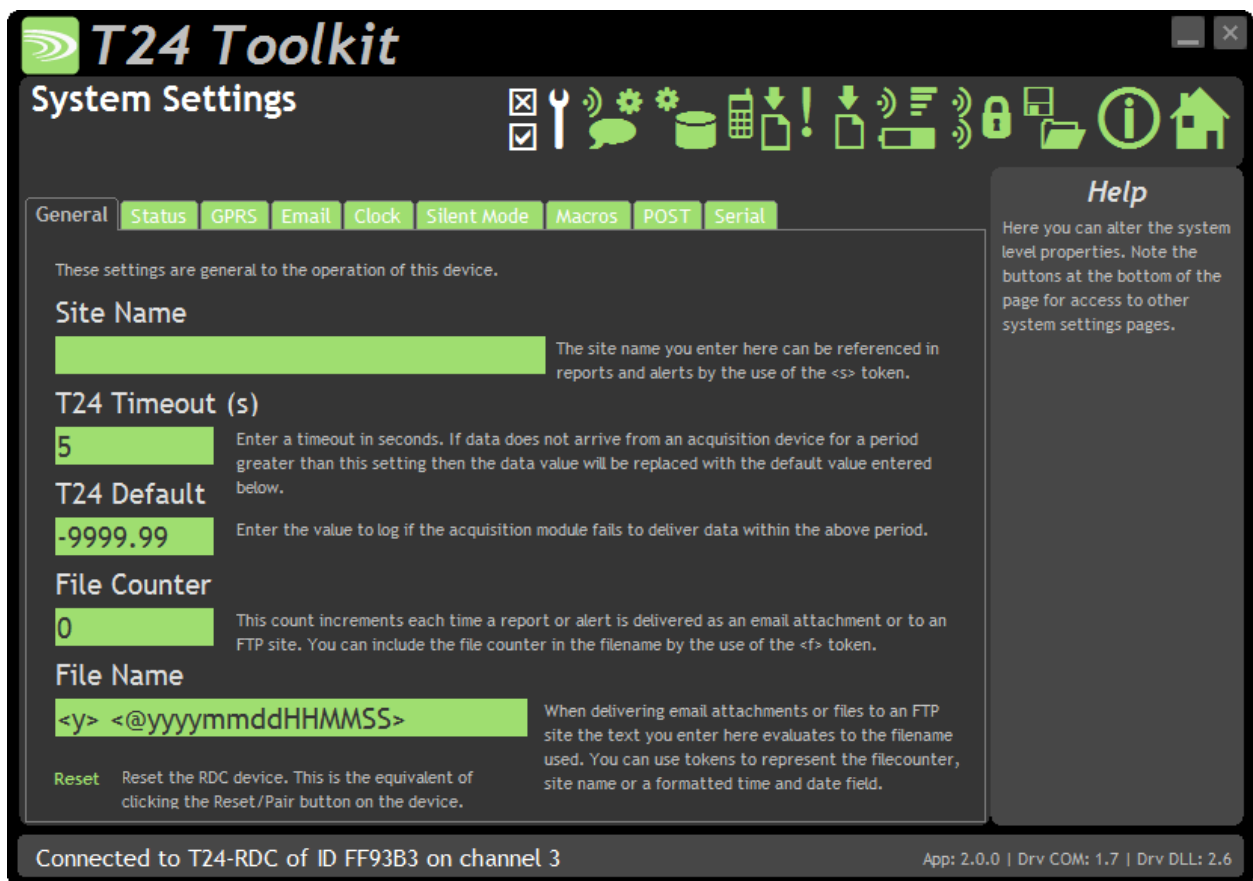 T24 Toolkit
System Settings
General Status GPRS Email Clock Silent Mode Macros POST Serial
These settings are general to the operation of this device.
Site Name
The site name you enter here can be referenced in
reports and alerts by the use of the <s> token.
T24 Timeout (s)
5
Enter a timeout in seconds. If data does not arrive from an acquisition device for a period
greater than this setting then the data value will be replaced with the default value entered
below.
T24 Default
-9999.99
Enter the value to log if the acquisition module fails to deliver data within the above period.
File Counter
0
This count increments each time a report or alert is delivered as an email attachment or to an
FTP site. You can include the file counter in the filename by the use of the <f> token.
File Name
<y> <@yyyymmddHHMMSS>
When delivering email attachments or files to an FTP
site the text you enter here evaluates to the filename
used. You can use tokens to represent the filecounter,
site name or a formatted time and date field.
Reset
Reset the RDC device. This is the equivalent of
clicking the Reset/Pair button on the device.
Help
Here you can alter the system
level properties. Note the
buttons at the bottom of the
page for access to other
system settings pages.
Connected to T24-RDC of ID FF93B3 on channel 3
App: 2.0.0 | Drv COM: 1.7 | Drv DLL: 2.6